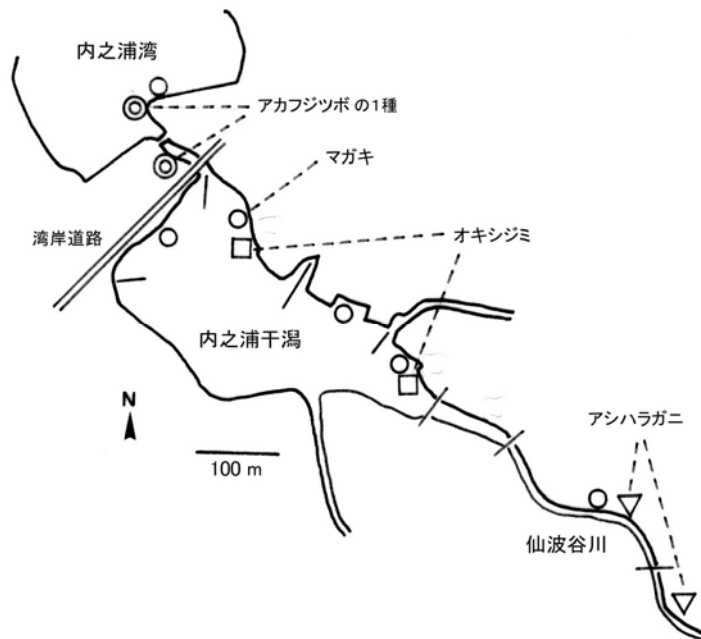 内之浦湾
アカフジツボ の1種
マガキ
湾岸道路
オキシジミ
内之浦干潟
N
100 m
アシハラガニ
仙波谷川